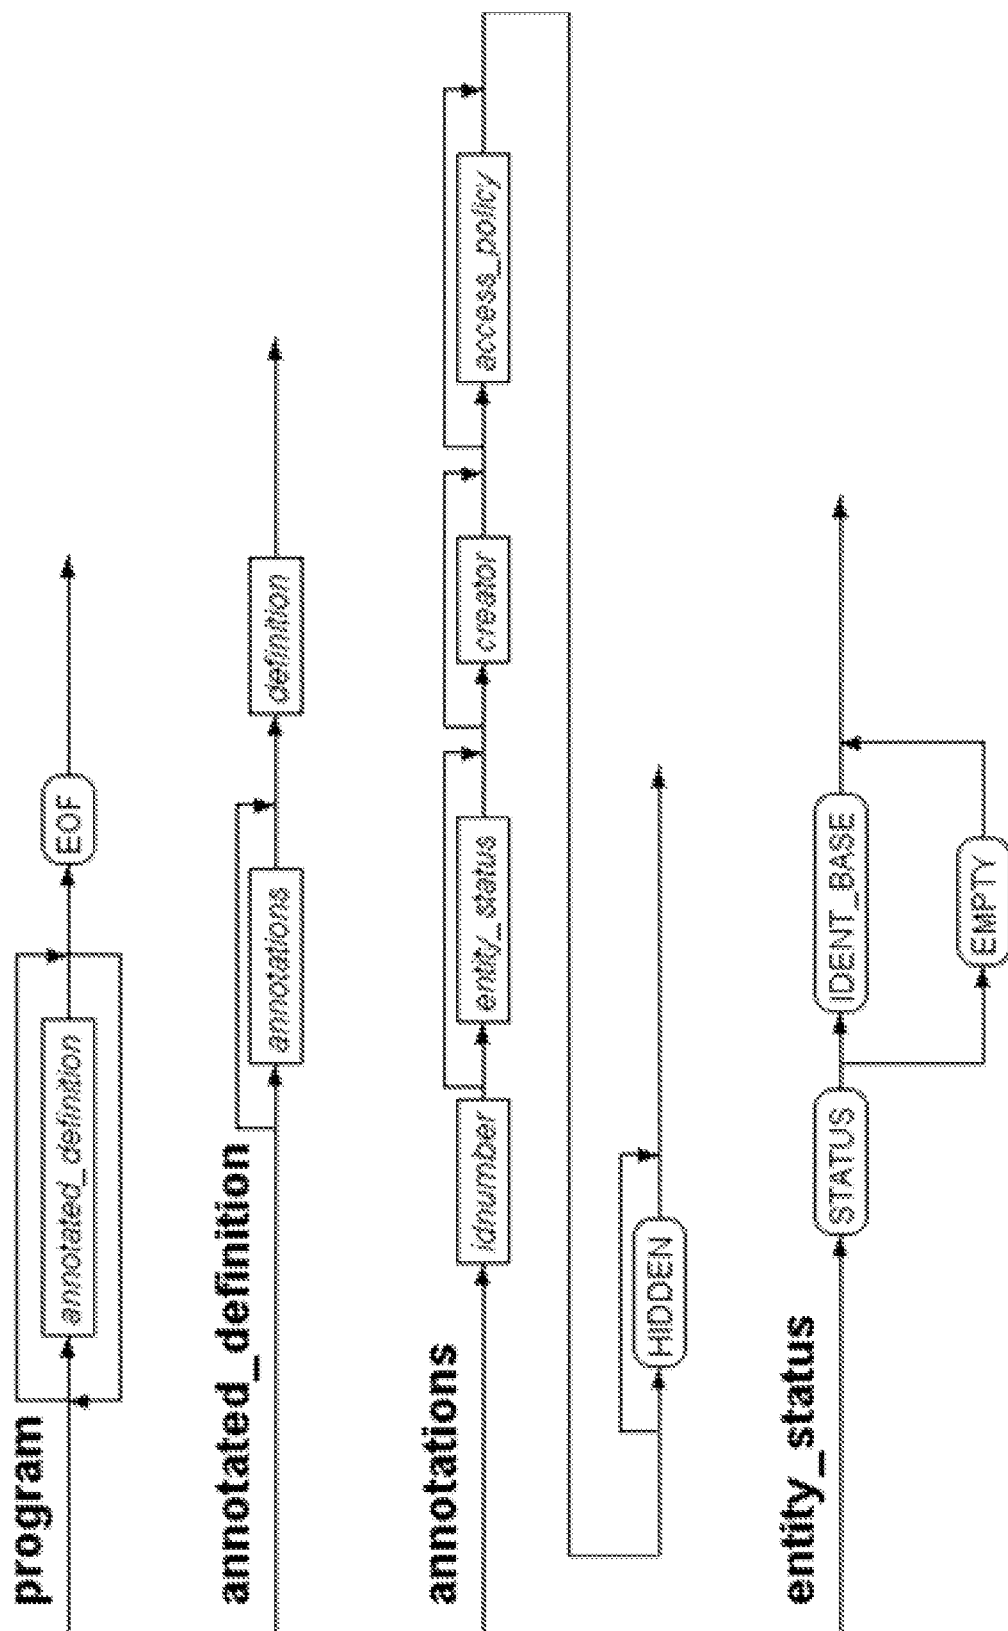 program
annotated_definition
EOF
annotated_definition
annotations
definition
annotations
idnumber
entity_status
creator
access_policy
HIDDEN
entity_status
STATUS
IDENT_BASE
EMPTY